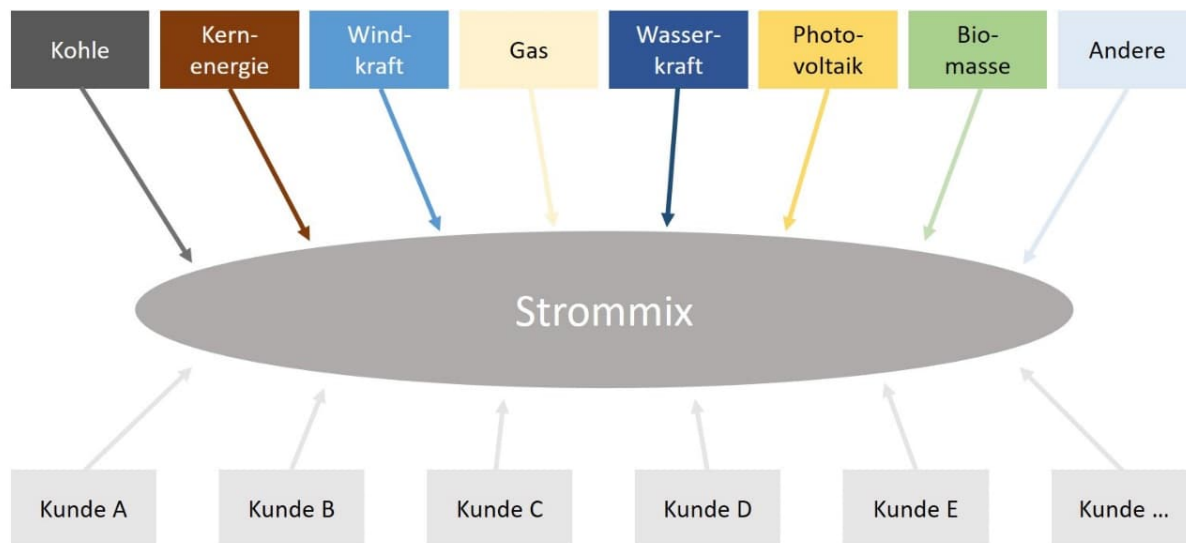 Kohle
Kern-
energie
Wind-
kraft
Gas
Wasser-
kraft
Photo-
voltaik
Bio-
masse
Andere
Strommix
Kunde A
Kunde B
Kunde C
Kunde D
Kunde E
Kunde ...